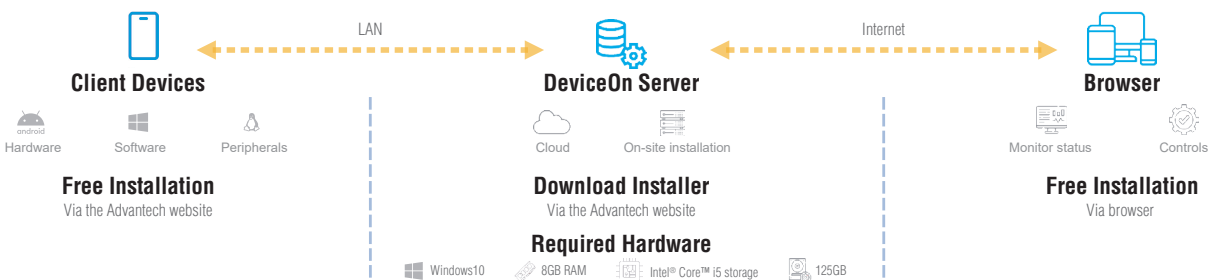 LAN
Internet
Client Devices
DeviceOn Server
Browser
android
Hardware
Software
Peripherals
Cloud
On-site installation
Monitor status
Controls
Free Installation
Via the Advantech website
Download Installer
Via the Advantech website
Free Installation
Via browser
Required Hardware
Windows10
8GB RAM
Intel® Core™ i5 storage
125GB